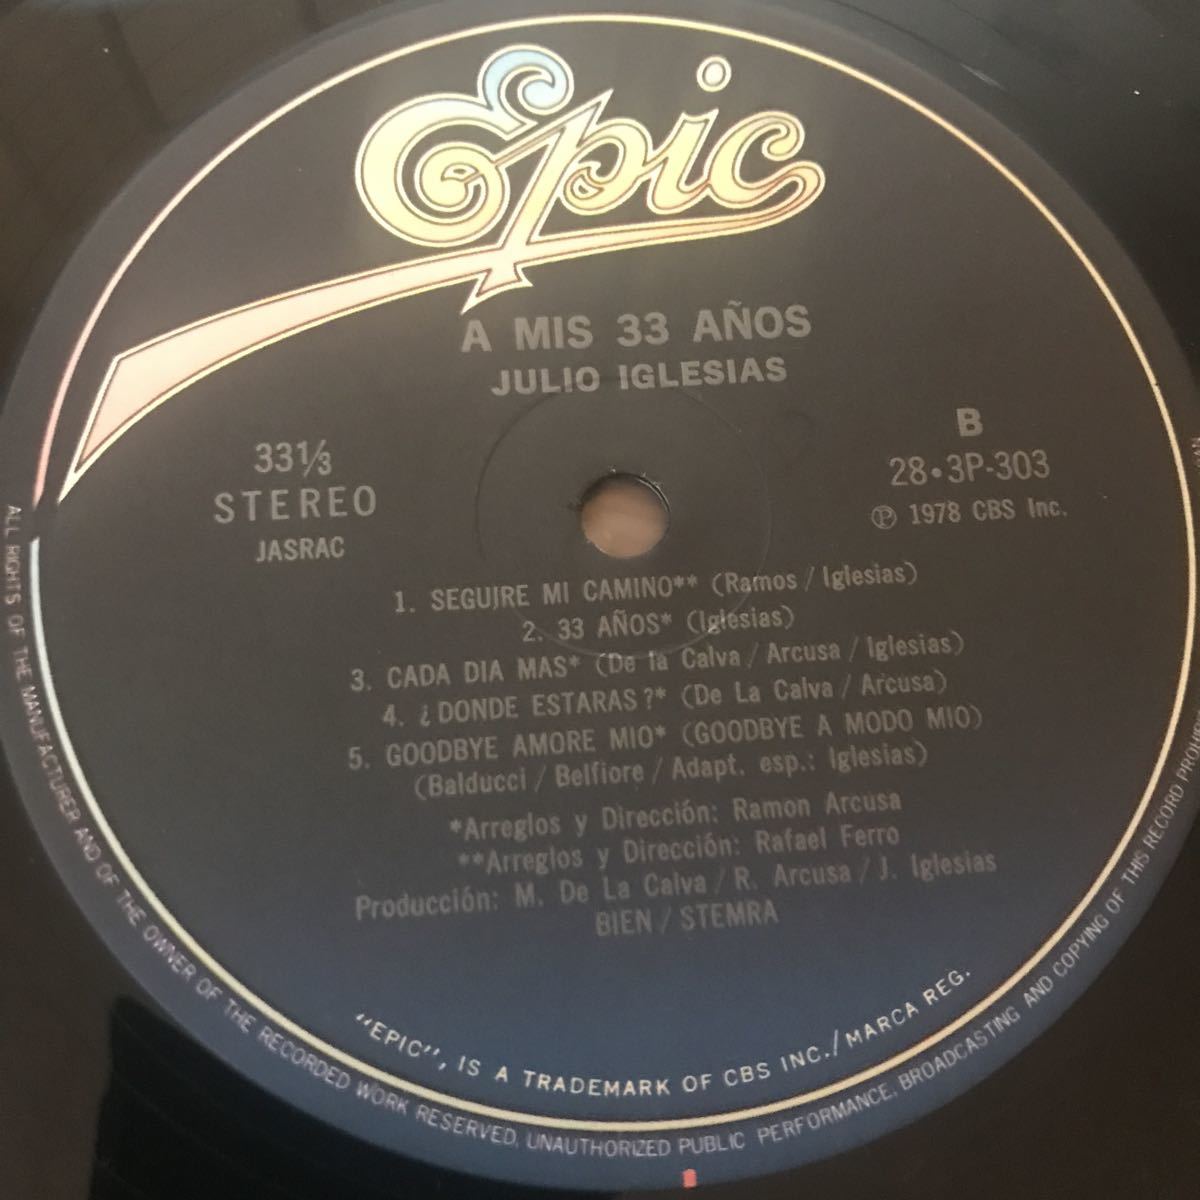 Epic
A MIS 33 AÑOS
JULIO IGLESIAS
33⅓
STEREO
JASRAC
B
28・3P-303
Ⓟ 1978 CBS Inc.
1. SEGUIRE MI CAMINO** (Ramos / Iglesias)
2. 33 AÑOS* (Iglesias)
3. CADA DIA MAS* (De la Calva / Arcusa / Iglesias)
4. ¿DONDE ESTARAS?* (De La Calva / Arcusa)
5. GOODBYE AMORE MIO* (GOODBYE A MODO MIO)
(Balducci / Belfiore / Adapt. esp.: Iglesias)
*Arreglos y Dirección: Ramon Arcusa
**Arreglos y Dirección: Rafael Ferro
Producción: M. De La Calva / R. Arcusa / J. Iglesias
BIEN / STEMRA
"EPIC", IS A TRADEMARK OF CBS INC./MARCA REG.
ALL RIGHTS OF THE MANUFACTURER AND OF THE OWNER OF THE RECORDED WORK RESERVED, UNAUTHORIZED PUBLIC PERFORMANCE, BROADCASTING AND COPYING OF THIS RECORD